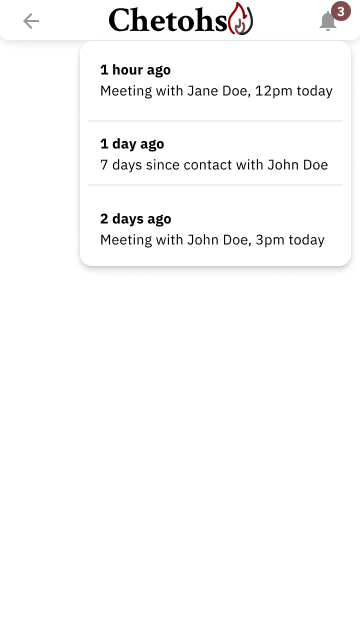 Chetohs
3
1 hour ago
Meeting with Jane Doe, 12pm today
1 day ago
7 days since contact with John Doe
2 days ago
Meeting with John Doe, 3pm today